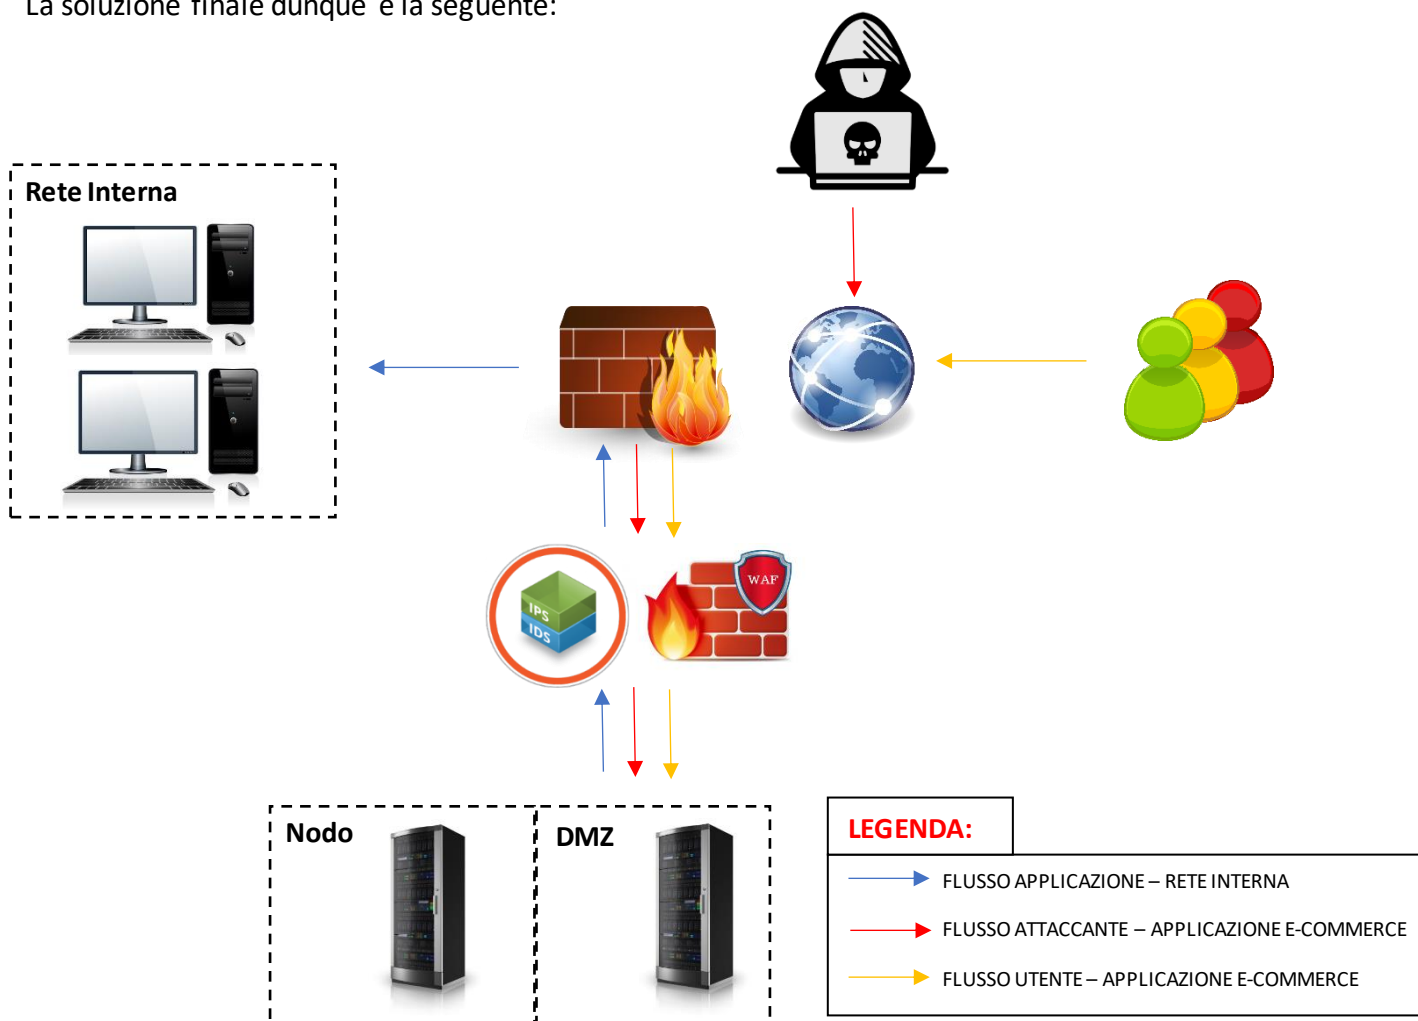 La soluzione finale dunque è la seguente:
Rete Interna
IPS
IDS
WAF
Nodo
DMZ
LEGENDA:
FLUSSO APPLICAZIONE – RETE INTERNA
FLUSSO ATTACCANTE – APPLICAZIONE E-COMMERCE
FLUSSO UTENTE – APPLICAZIONE E-COMMERCE